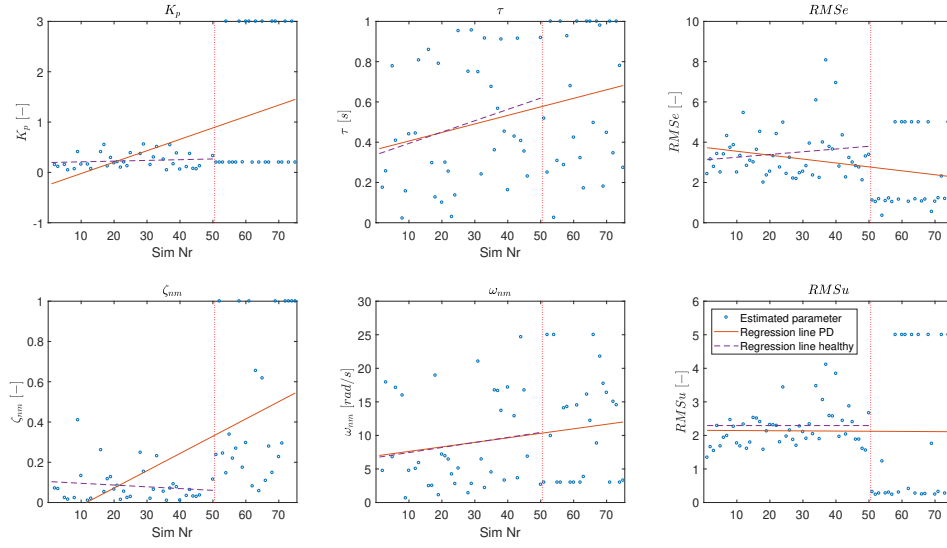 K_p
τ
RMSe
3
2
1
0
-1
K_p [−]
10 20 30 40 50 60 70
Sim Nr
1
0.8
0.6
0.4
0.2
0
τ [s]
10 20 30 40 50 60 70
Sim Nr
10
8
6
4
2
0
RMSe [−]
10 20 30 40 50 60 70
ζ_nm
ω_nm
RMSu
1
0.8
0.6
0.4
0.2
0
ζ_nm [−]
10 20 30 40 50 60 70
Sim Nr
30
25
20
15
10
5
0
ω_nm [rad/s]
10 20 30 40 50 60 70
Sim Nr
6
5
4
3
2
1
0
RMSu [−]
Estimated parameter
Regression line PD
Regression line healthy
10 20 30 40 50 60 70